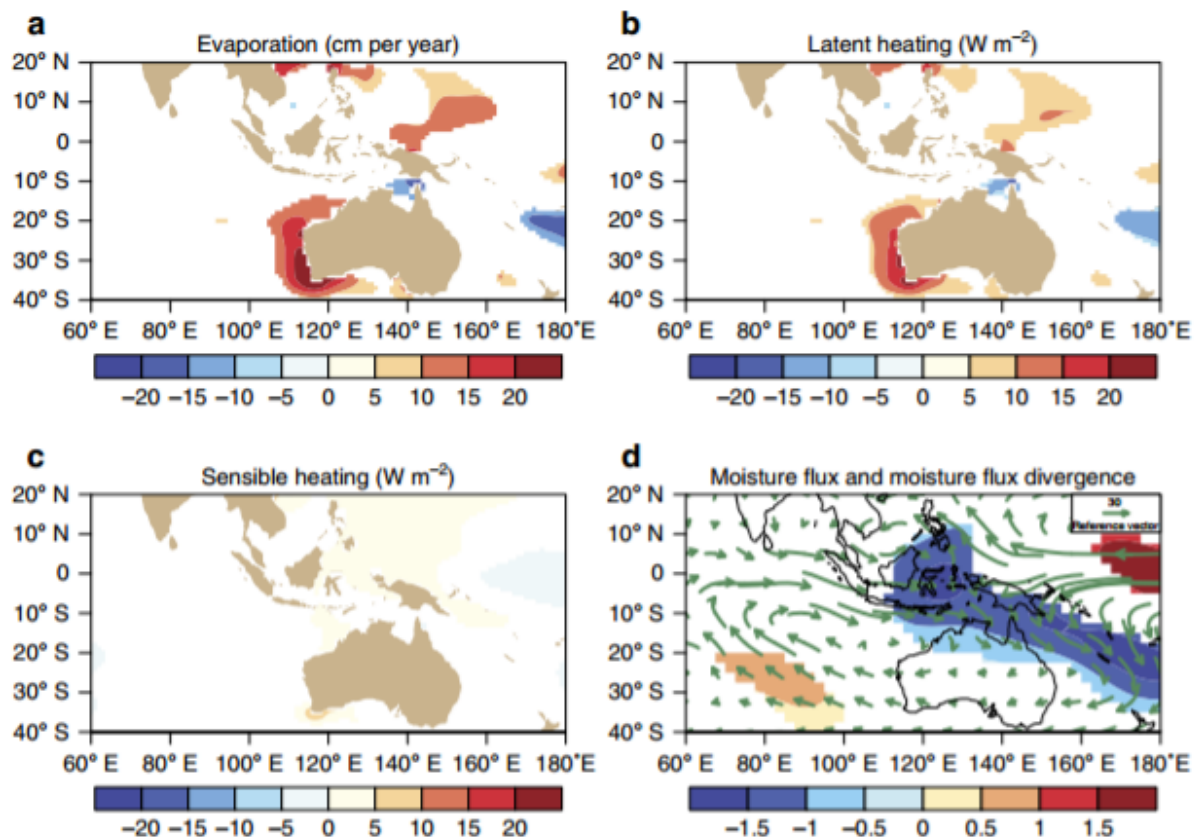 a
Evaporation (cm per year)
20° N
10° N
0
10° S
20° S
30° S
40° S
60° E 80° E 100° E 120° E 140° E 160° E 180°E
−20 −15 −10 −5 0 5 10 15 20
b
Latent heating (W m⁻²)
20° N
10° N
0
10° S
20° S
30° S
40° S
60° E 80° E 100° E 120° E 140° E 160° E 180°E
−20 −15 −10 −5 0 5 10 15 20
c
Sensible heating (W m⁻²)
20° N
10° N
0
10° S
20° S
30° S
40° S
60° E 80° E 100° E 120° E 140° E 160° E 180°E
−20 −15 −10 −5 0 5 10 15 20
d
Moisture flux and moisture flux divergence
30
Reference vector
20° N
10° N
0
10° S
20° S
30° S
40° S
60° E 80° E 100° E 120° E 140° E 160° E 180°E
−1.5 −1 −0.5 0 0.5 1 1.5